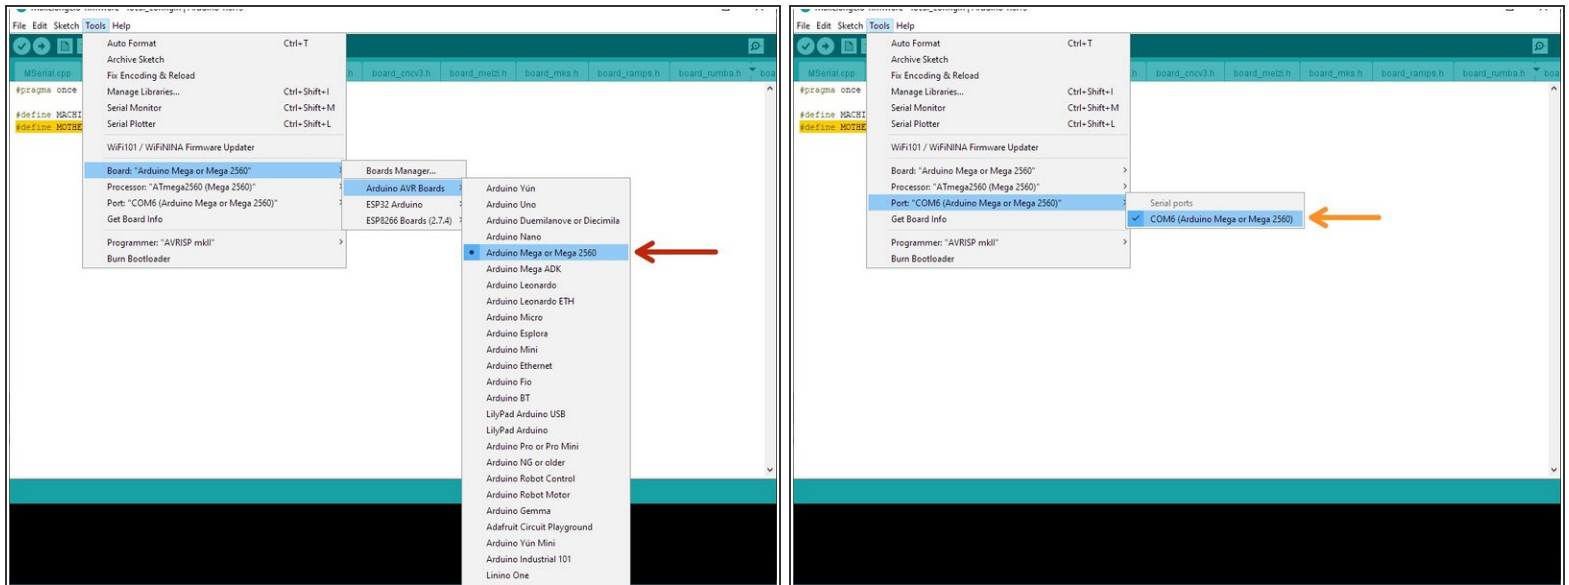 File Edit Sketch Tools Help
Auto Format Ctrl+T
Archive Sketch
MSerial.cpp Fix Encoding & Reload board_cncv3.h board_melzi.h board_mks.h board_ramps.h board_rumba.h
#pragma once Manage Libraries... Ctrl+Shift+I
Serial Monitor Ctrl+Shift+M
#define MACHI
Serial Plotter Ctrl+Shift+L
#define MOTHE
WiFi101 / WiFiNINA Firmware Updater
Board: "Arduino Mega or Mega 2560" Boards Manager...
Processor: "ATmega2560 (Mega 2560)" Arduino AVR Boards Arduino Yún
Port: "COM6 (Arduino Mega or Mega 2560)" ESP32 Arduino Arduino Uno
Get Board Info ESP8266 Boards (2.7.4) Arduino Duemilanove or Diecimila
Arduino Nano
Programmer: "AVRISP mkII"
Arduino Mega or Mega 2560
Burn Bootloader
Arduino Mega ADK
Arduino Leonardo
Arduino Leonardo ETH
Arduino Micro
Arduino Esplora
Arduino Mini
Arduino Ethernet
Arduino Fio
Arduino BT
LilyPad Arduino USB
LilyPad Arduino
Arduino Pro or Pro Mini
Arduino NG or older
Arduino Robot Control
Arduino Robot Motor
Arduino Gemma
Adafruit Circuit Playground
Arduino Yún Mini
Arduino Industrial 101
Linino One
File Edit Sketch Tools Help
Auto Format Ctrl+T
Archive Sketch
MSerial.cpp Fix Encoding & Reload board_cncv3.h board_melzi.h board_mks.h board_ramps.h board_rumba.h
#pragma once Manage Libraries... Ctrl+Shift+I
Serial Monitor Ctrl+Shift+M
#define MACHI
Serial Plotter Ctrl+Shift+L
#define MOTHE
WiFi101 / WiFiNINA Firmware Updater
Board: "Arduino Mega or Mega 2560"
Processor: "ATmega2560 (Mega 2560)"
Port: "COM6 (Arduino Mega or Mega 2560)" Serial ports
Get Board Info COM6 (Arduino Mega or Mega 2560)
Programmer: "AVRISP mkII"
Burn Bootloader